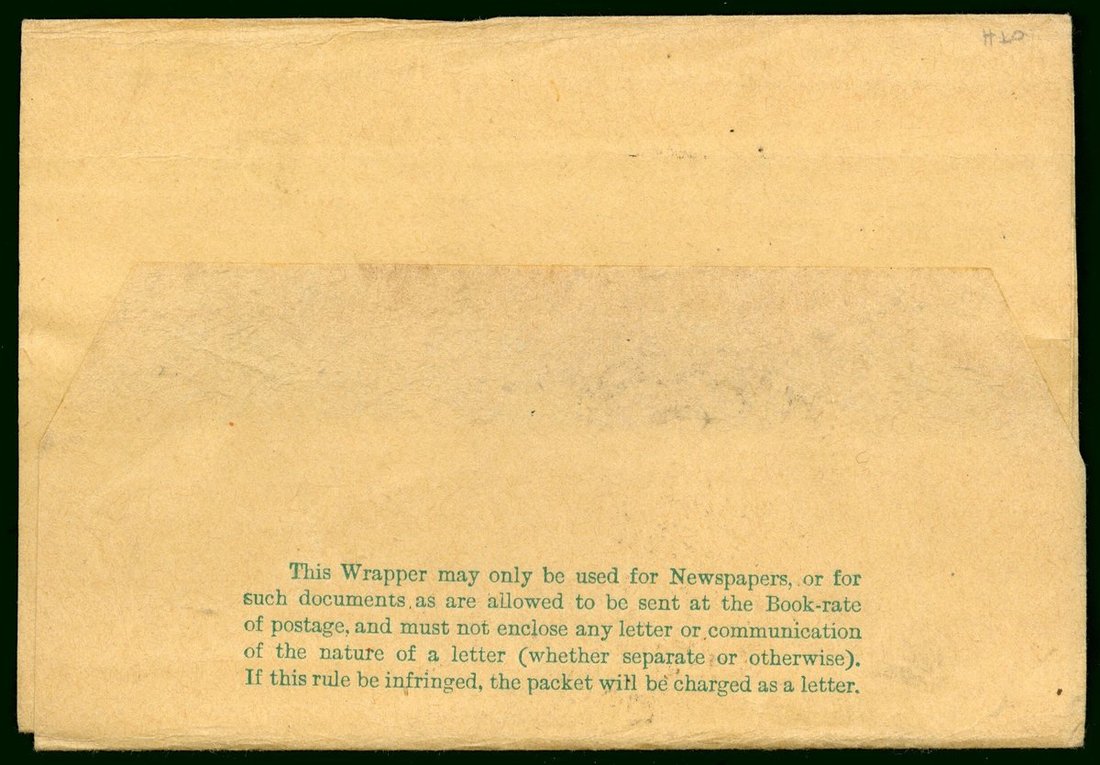 This Wrapper may only be used for Newspapers, or for
such documents as are allowed to be sent at the Book-rate
of postage, and must not enclose any letter or communication
of the nature of a letter (whether separate or otherwise).
If this rule be infringed, the packet will be charged as a letter.